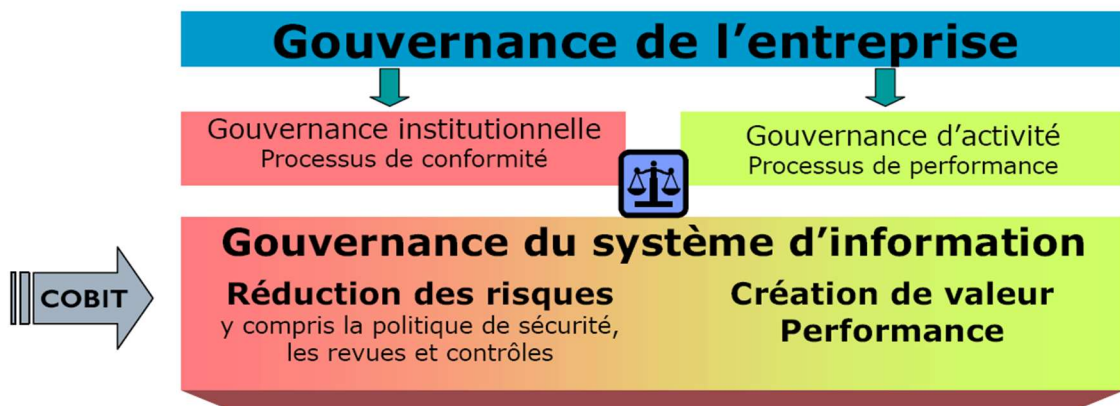 Gouvernance de l’entreprise
Gouvernance institutionnelle
Processus de conformité
Gouvernance d’activité
Processus de performance
Gouvernance du système d’information
COBIT
Réduction des risques
y compris la politique de sécurité,
les revues et contrôles
Création de valeur
Performance